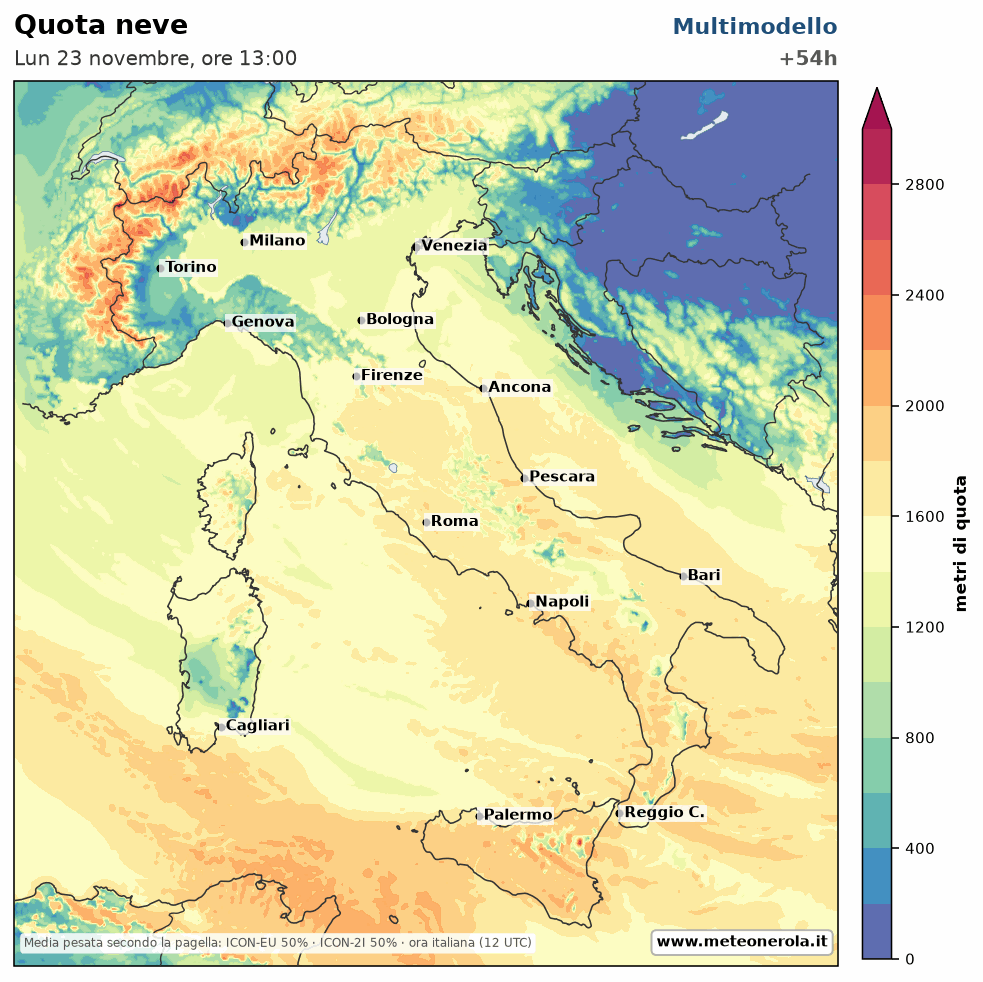 Quota neve
Multimodello
Lun 23 novembre, ore 13:00
+54h
2800
2400
2000
1600
1200
800
400
0
metri di quota
Milano
Venezia
Torino
Genova
Bologna
Firenze
Ancona
Pescara
Roma
Bari
Napoli
Cagliari
Palermo
Reggio C.
Media pesata secondo la pagella: ICON-EU 50% · ICON-2I 50% · ora italiana (12 UTC)
www.meteonerola.it